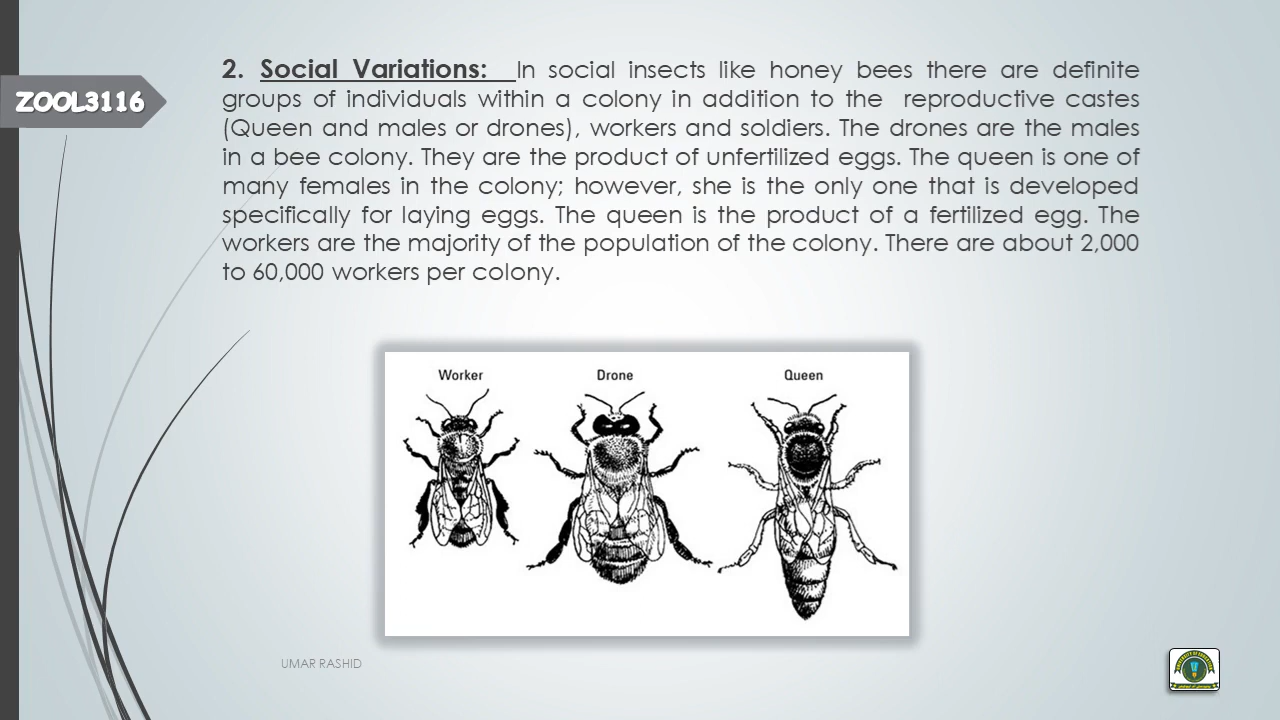 2. Social Variations: In social insects like honey bees there are definite
groups of individuals within a colony in addition to the reproductive castes
(Queen and males or drones), workers and soldiers. The drones are the males
in a bee colony. They are the product of unfertilized eggs. The queen is one of
many females in the colony; however, she is the only one that is developed
specifically for laying eggs. The queen is the product of a fertilized egg. The
workers are the majority of the population of the colony. There are about 2,000
to 60,000 workers per colony.
ZOOL3116
Worker Drone Queen
UMAR RASHID